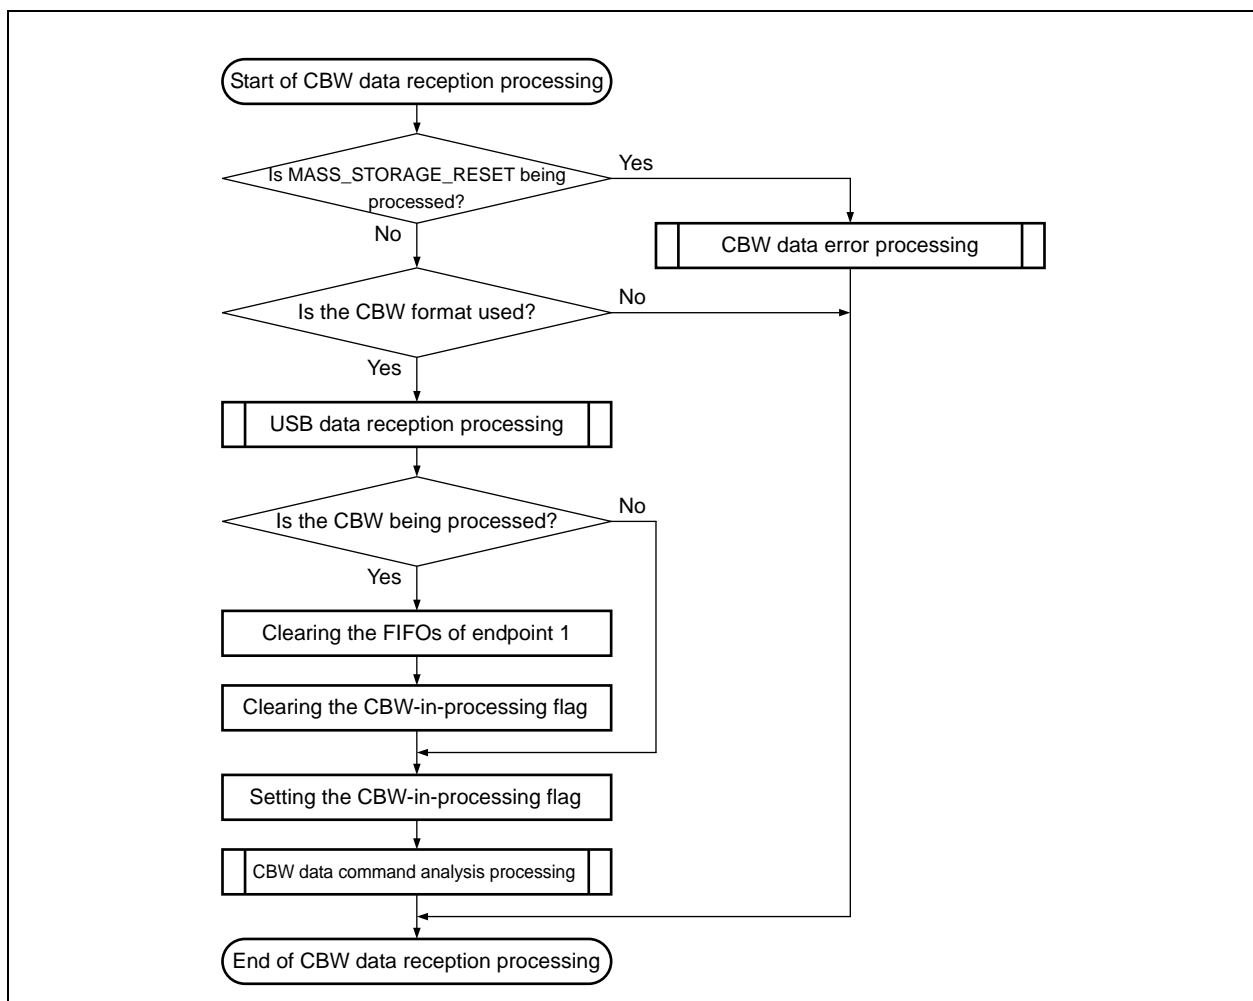 Start of CBW data reception processing
Is MASS_STORAGE_RESET being
processed?
Yes
No
CBW data error processing
Is the CBW format used?
No
Yes
USB data reception processing
Is the CBW being processed?
No
Yes
Clearing the FIFOs of endpoint 1
Clearing the CBW-in-processing flag
Setting the CBW-in-processing flag
CBW data command analysis processing
End of CBW data reception processing